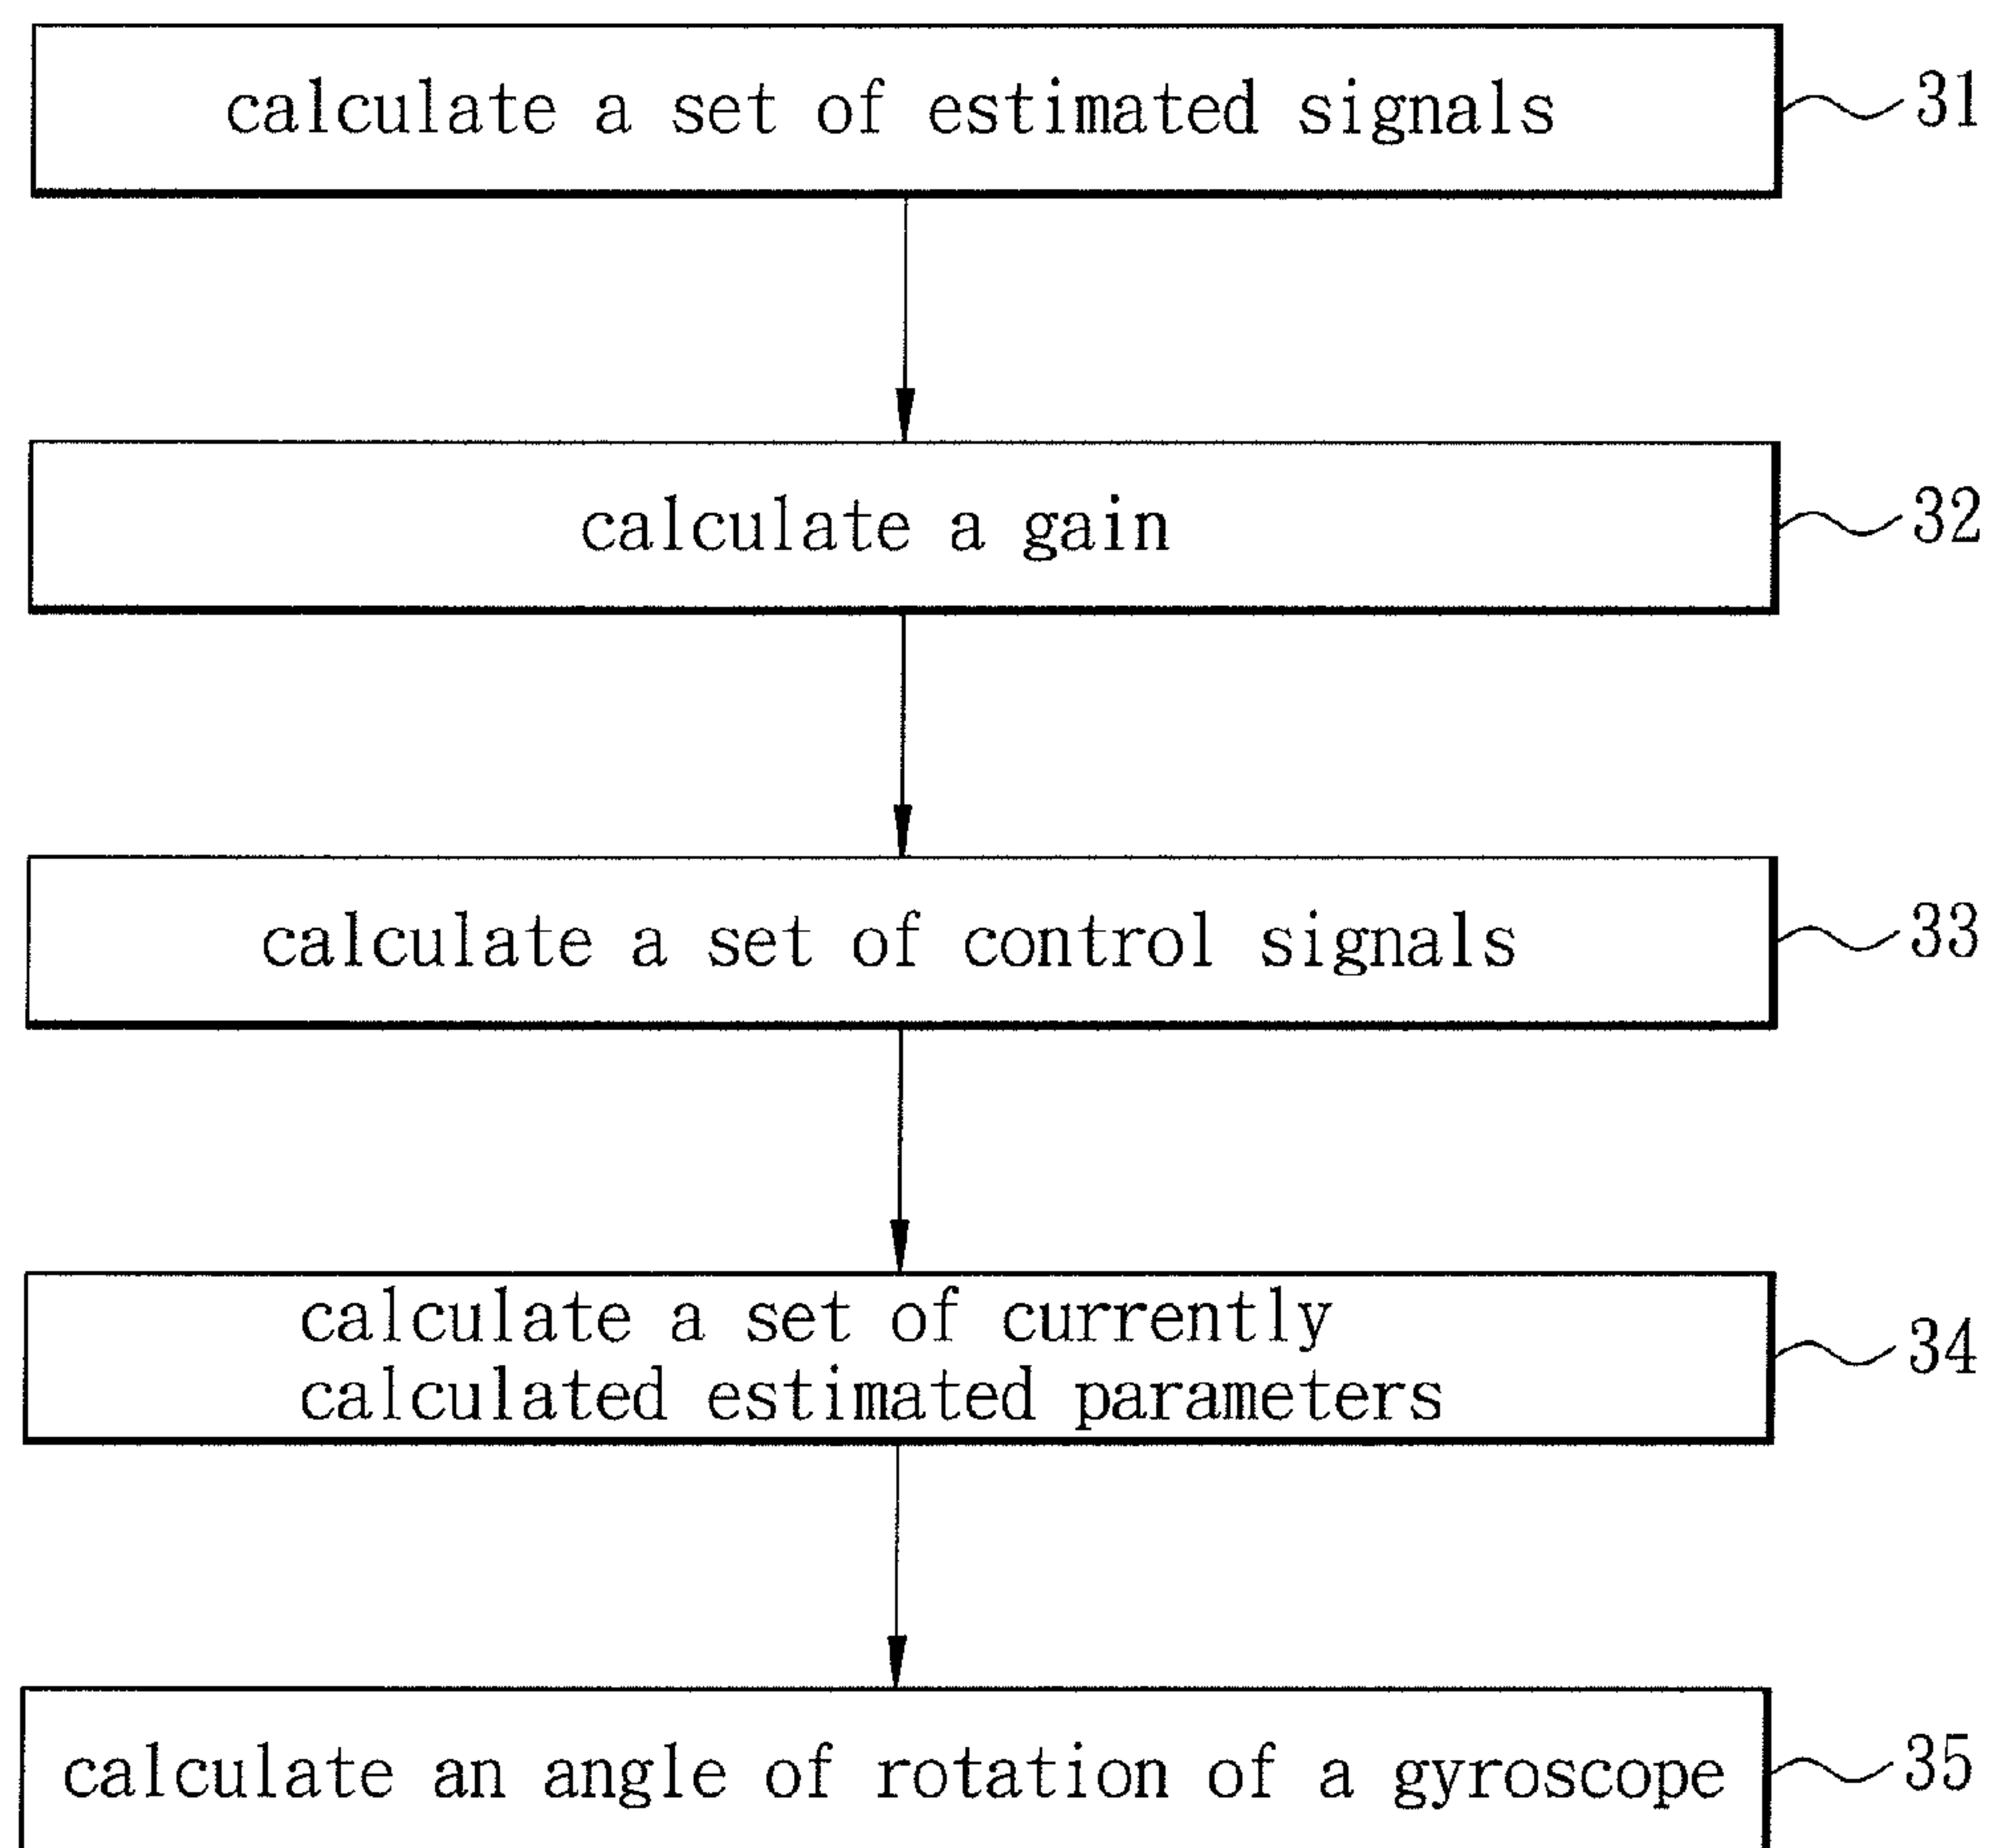 calculate a set of estimated signals 31
calculate a gain 32
calculate a set of control signals 33
calculate a set of currently
calculated estimated parameters 34
calculate an angle of rotation of a gyroscope 35